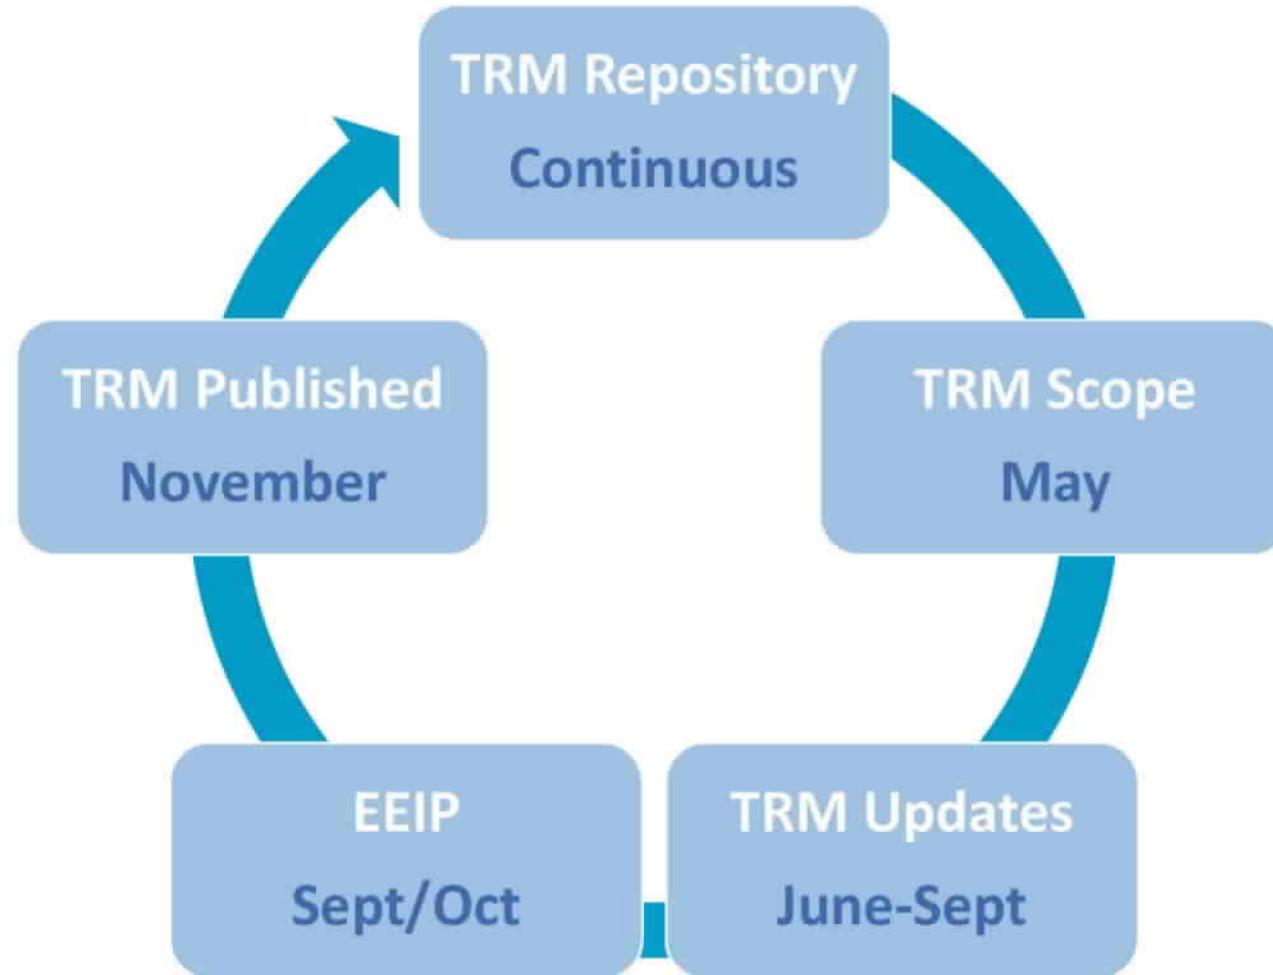 TRM Repository
Continuous
TRM Scope
May
TRM Updates
June-Sept
EEIP
Sept/Oct
TRM Published
November